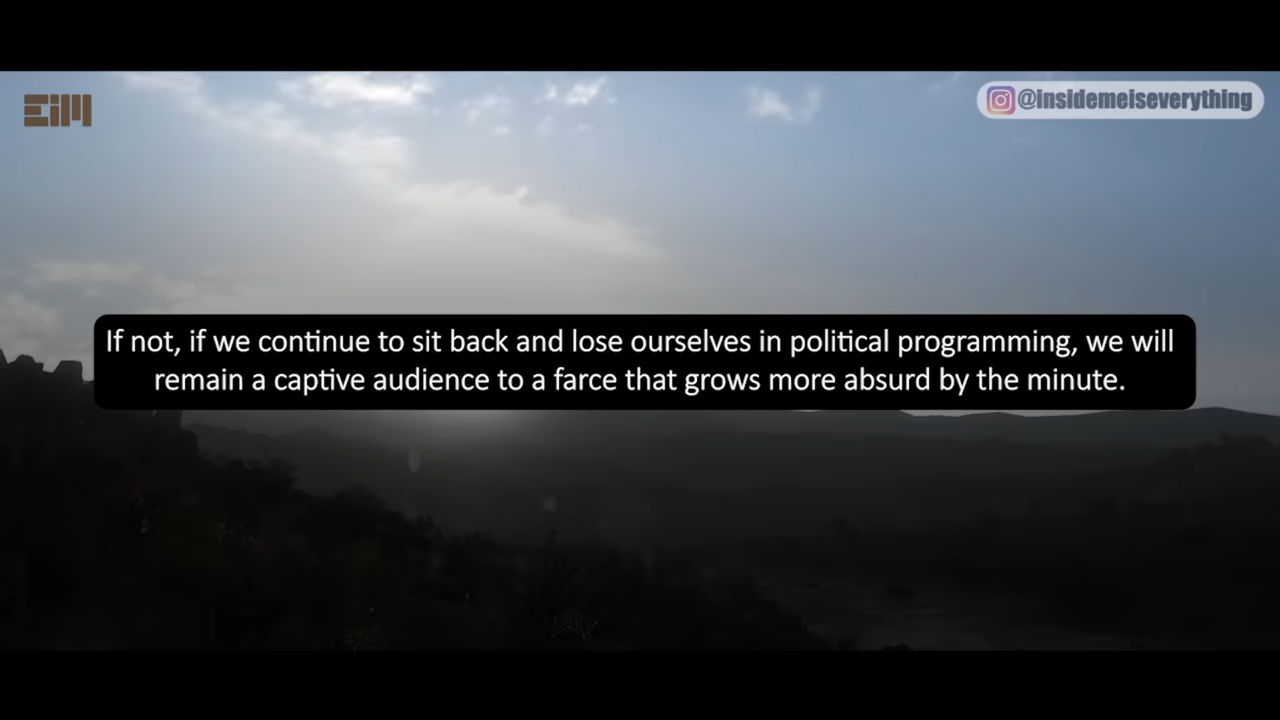 EiM
@insidemeiseverything
If not, if we continue to sit back and lose ourselves in political programming, we will
remain a captive audience to a farce that grows more absurd by the minute.